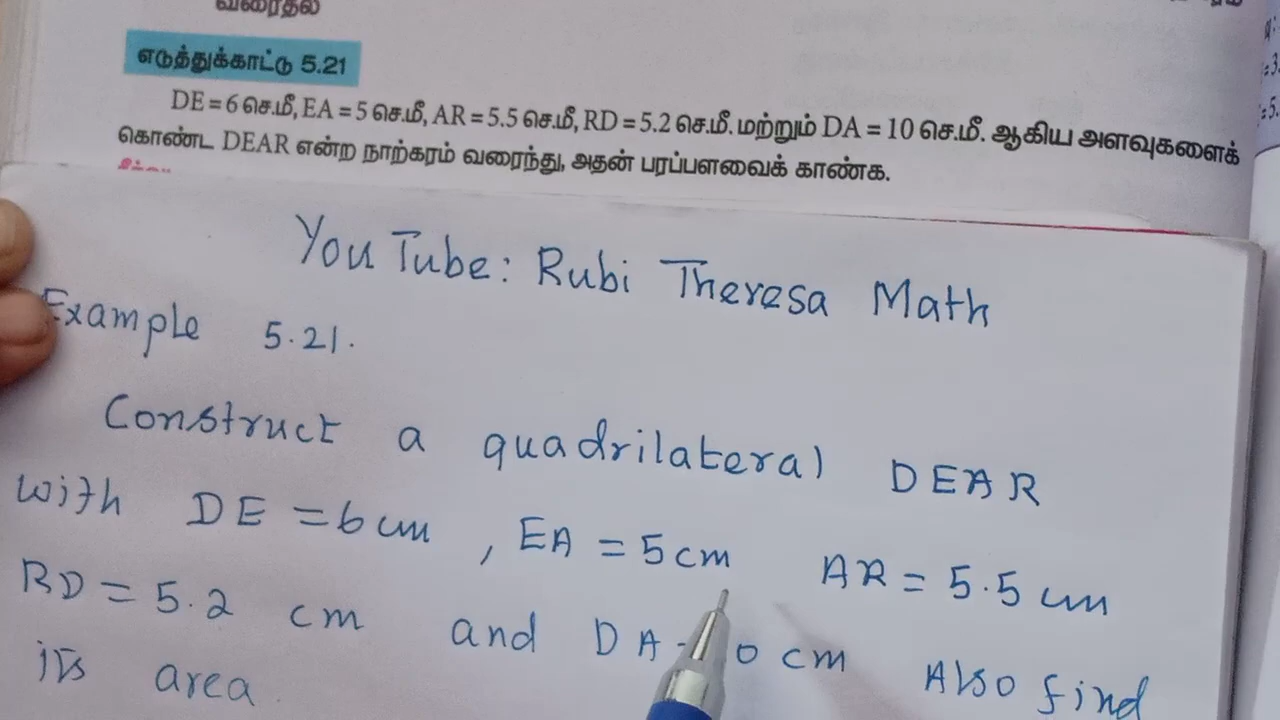 வரைதல்
எடுத்துக்காட்டு 5.21
DE = 6 செ.மீ, EA = 5 செ.மீ, AR = 5.5 செ.மீ, RD = 5.2 செ.மீ. மற்றும் DA = 10 செ.மீ. ஆகிய அளவுகளைக்
கொண்ட DEAR என்ற நாற்கரம் வரைந்து, அதன் பரப்பளவைக் காண்க.
YouTube: Rubi Theresa Math
Example 5.21.
Construct a quadrilateral DEAR
with DE = 6 cm, EA = 5 cm AR = 5.5 cm
RD = 5.2 cm and DA 0 cm Also find
its area